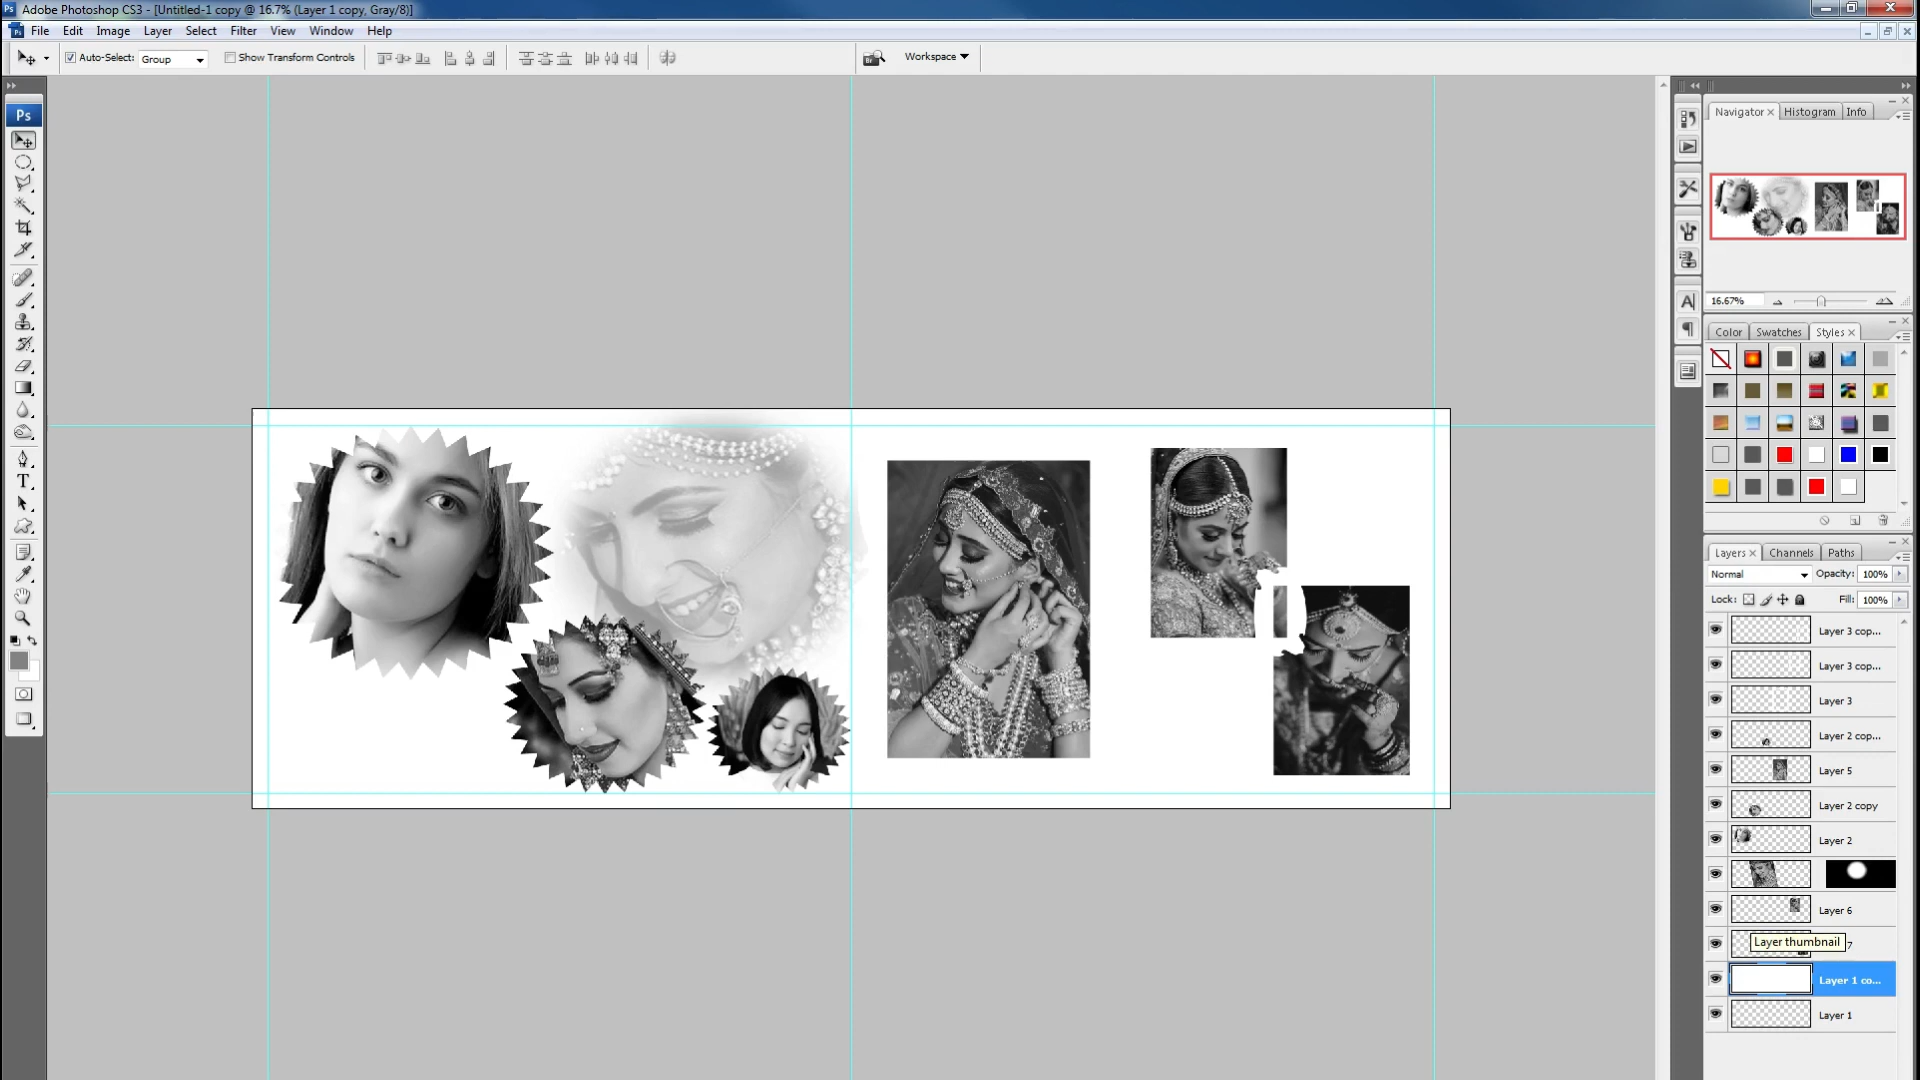 Adobe Photoshop CS3 - [Untitled-1 copy @ 16.7% (Layer 1 copy, Gray/8)]
File Edit Image Layer Select Filter View Window Help
Auto-Select: Group Show Transform Controls Workspace
Ps
Navigator Histogram Info
16.67%
Color Swatches Styles
Layers Channels Paths
Normal Opacity: 100%
Lock: Fill: 100%
Layer 3 cop...
Layer 3 cop...
Layer 3
Layer 2 cop...
Layer 5
Layer 2 copy
Layer 2
Layer 6
Layer thumbnail 7
Layer 1 co...
Layer 1